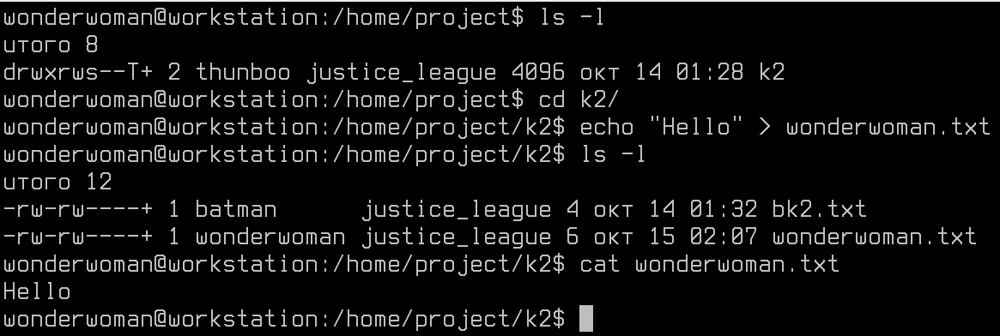 wonderwoman@workstation:/home/project$ ls -l
итого 8
drwxrws--T+ 2 thunboo justice_league 4096 окт 14 01:28 k2
wonderwoman@workstation:/home/project$ cd k2/
wonderwoman@workstation:/home/project/k2$ echo "Hello" > wonderwoman.txt
wonderwoman@workstation:/home/project/k2$ ls -l
итого 12
-rw-rw----+ 1 batman      justice_league 4 окт 14 01:32 bk2.txt
-rw-rw----+ 1 wonderwoman justice_league 6 окт 15 02:07 wonderwoman.txt
wonderwoman@workstation:/home/project/k2$ cat wonderwoman.txt
Hello
wonderwoman@workstation:/home/project/k2$